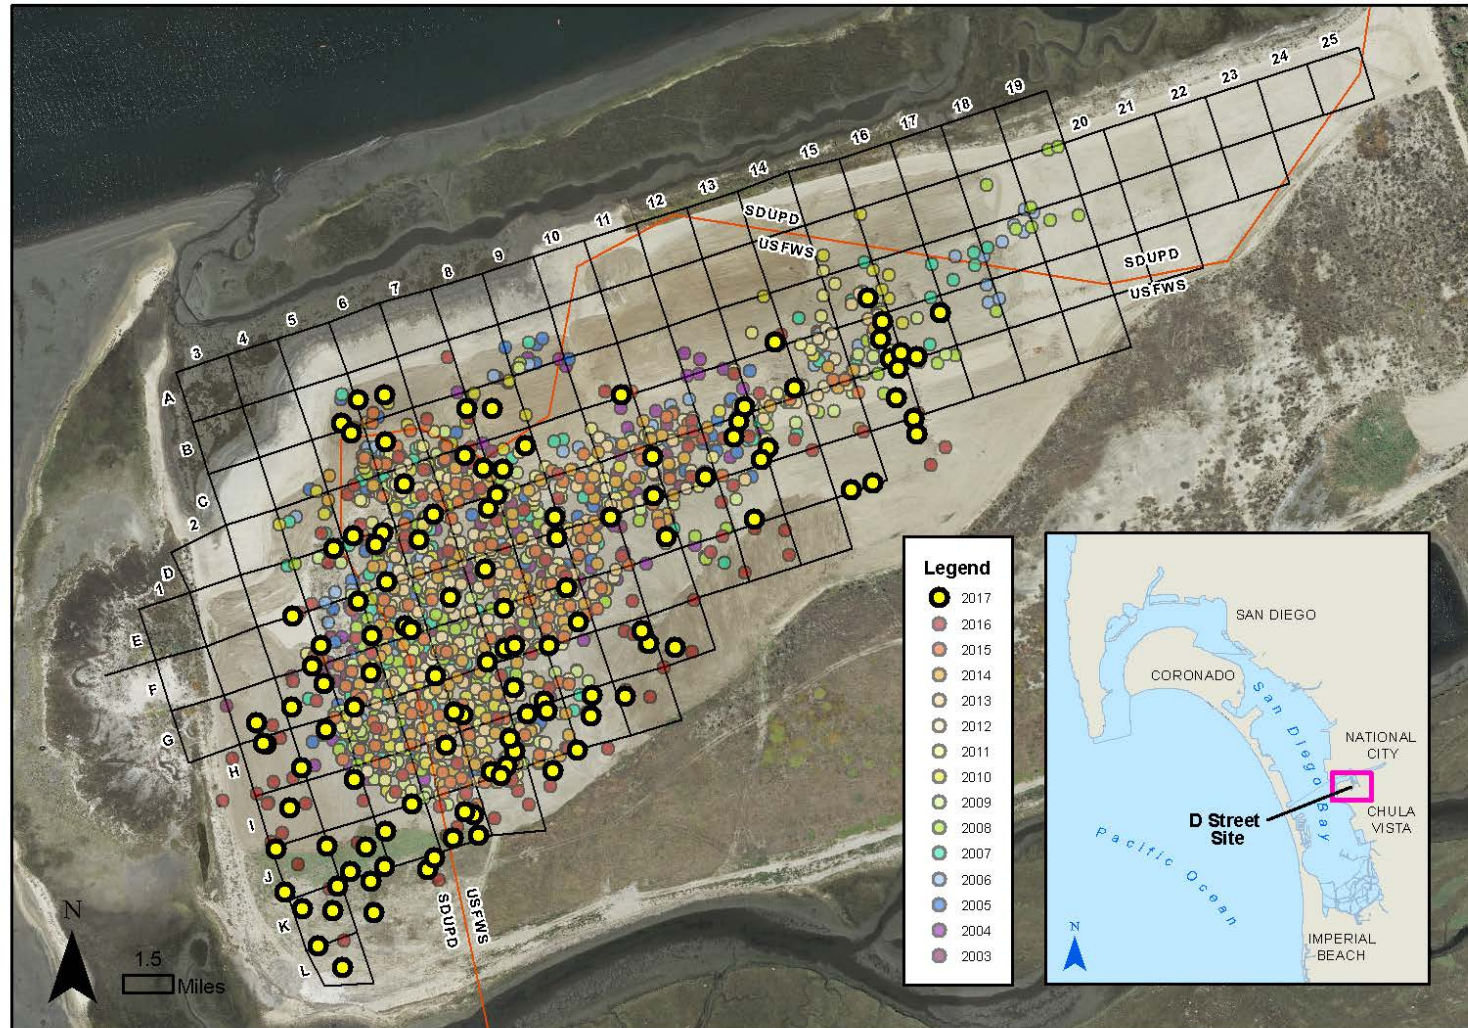 25
24
23
22
21
20
19
18
17
16
15
14
13
12
11
10
9
8
7
6
5
4
3
2
1
A
B
C
D
E
F
G
H
I
J
K
L
SDUPD
USFWS
SDUPD
USFWS
SDUPD
USFWS
N
1.5
Miles
Legend
2017
2016
2015
2014
2013
2012
2011
2010
2009
2008
2007
2006
2005
2004
2003
SAN DIEGO
CORONADO
San Diego Bay
NATIONAL
CITY
CHULA
VISTA
D Street
Site
Pacific Ocean
IMPERIAL
BEACH
N